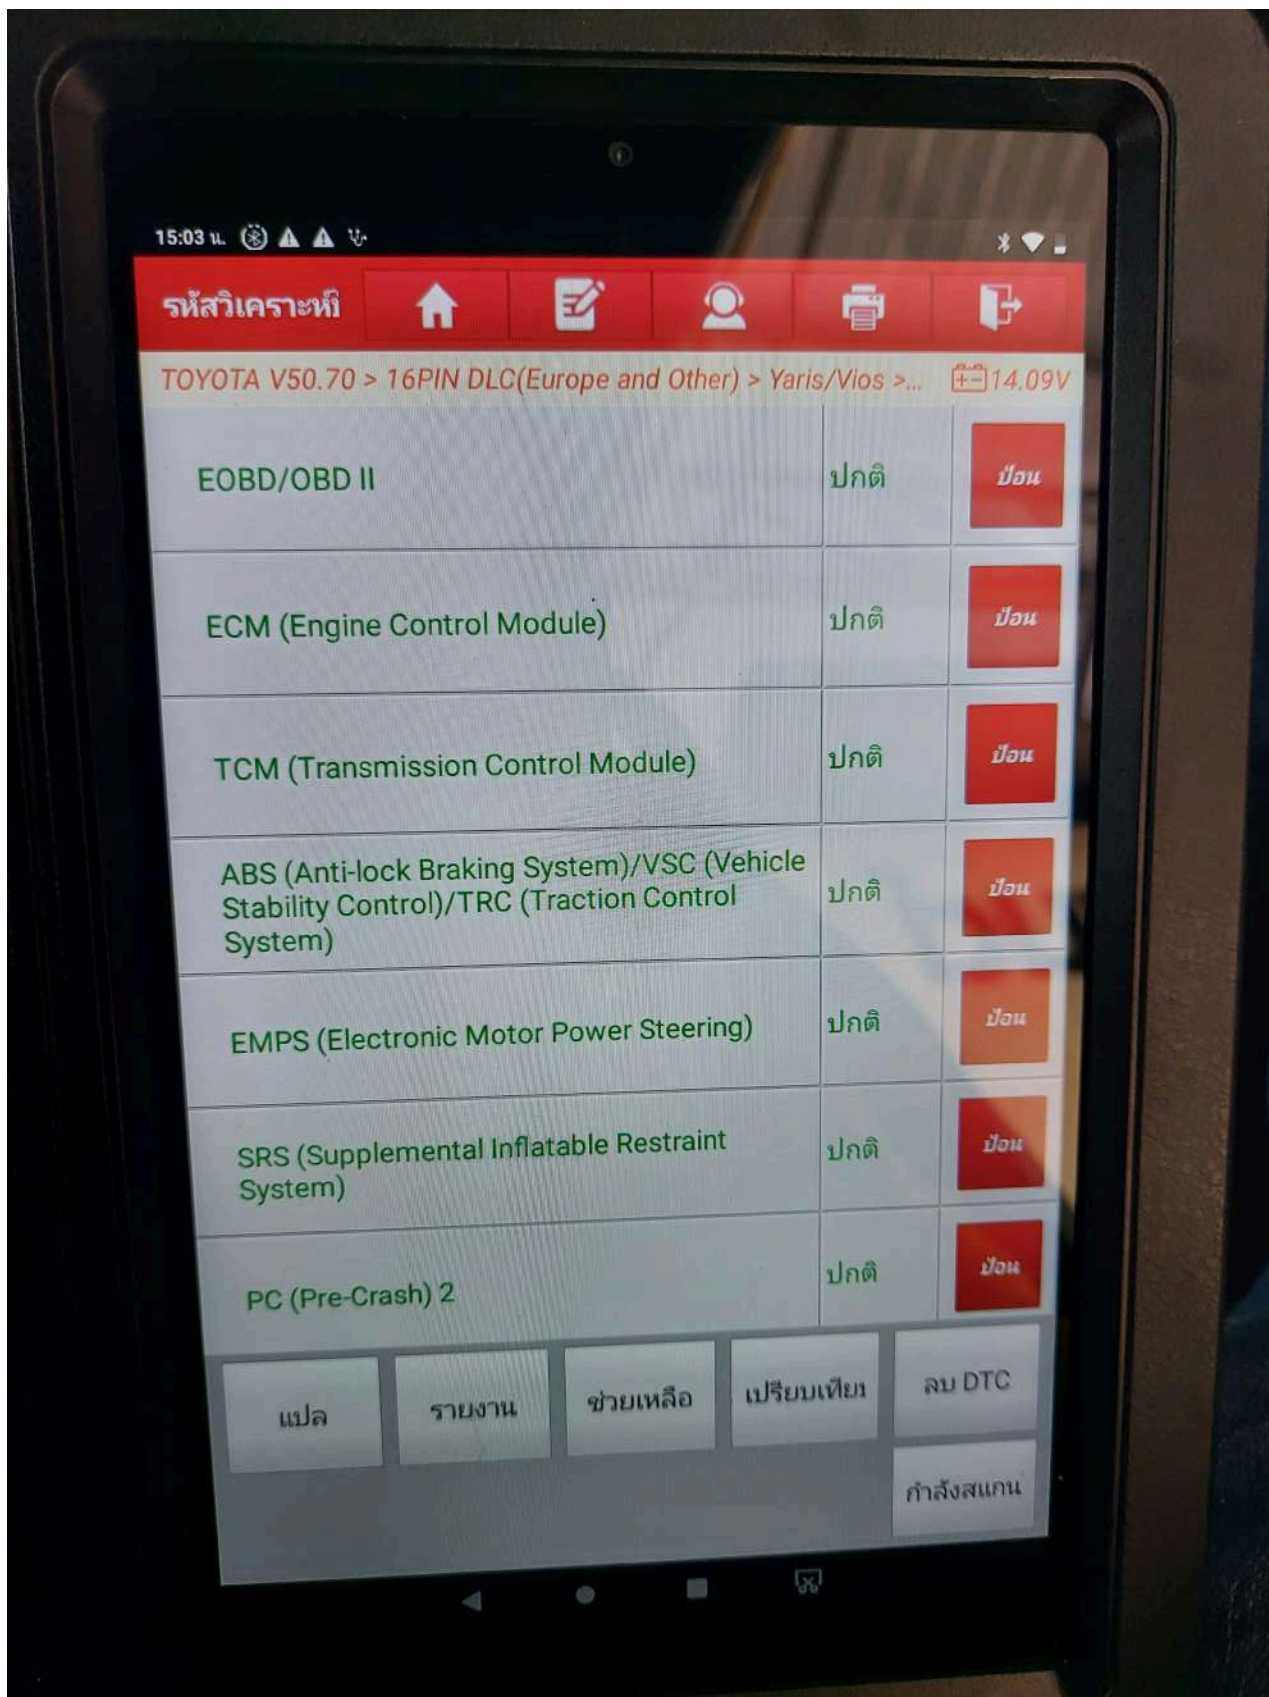 15:03 น.
รหัสวิเคราะห์
TOYOTA V50.70 > 16PIN DLC(Europe and Other) > Yaris/Vios >... 14.09V
EOBD/OBD II ปกติ ป้อน
ECM (Engine Control Module) ปกติ ป้อน
TCM (Transmission Control Module) ปกติ ป้อน
ABS (Anti-lock Braking System)/VSC (Vehicle
Stability Control)/TRC (Traction Control
System) ปกติ ป้อน
EMPS (Electronic Motor Power Steering) ปกติ ป้อน
SRS (Supplemental Inflatable Restraint
System) ปกติ ป้อน
PC (Pre-Crash) 2 ปกติ ป้อน
แปล รายงาน ช่วยเหลือ เปรียบเทีย ลบ DTC
กำลังสแกน